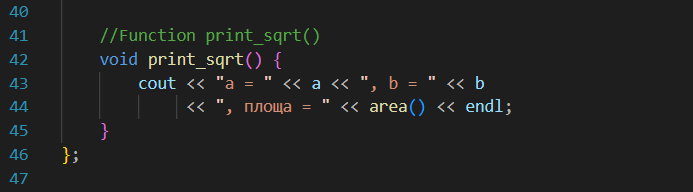 40
41 //Function print_sqrt()
42 void print_sqrt() {
43 cout << "a = " << a << ", b = " << b
44 << ", площа = " << area() << endl;
45 }
46 };
47